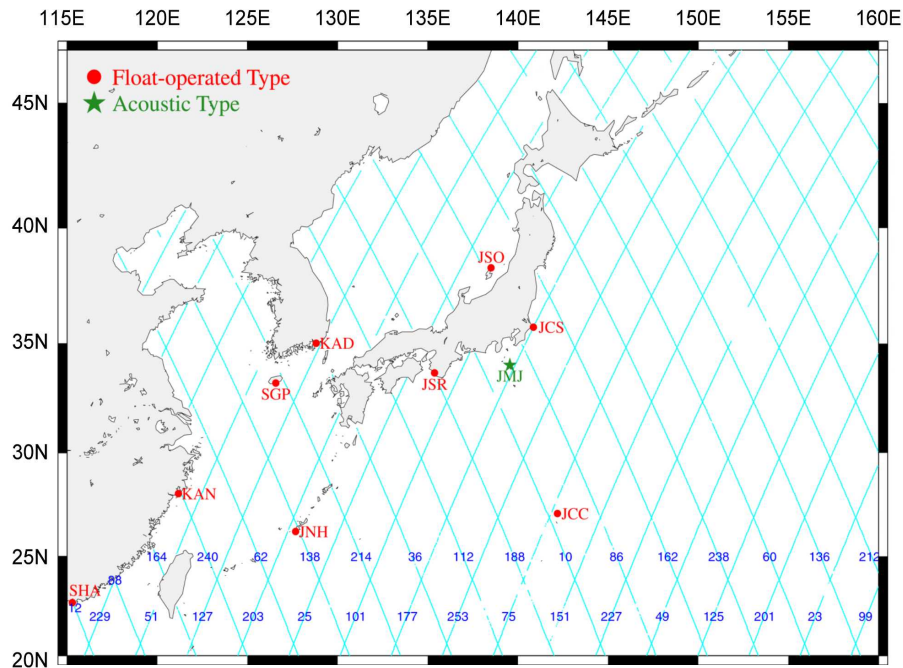 115E 120E 125E 130E 135E 140E 145E 150E 155E 160E
Float-operated Type
Acoustic Type
45N
40N
JSO
35N
KAD
JCS
JMJ
SGP
JSR
30N
KAN
JCC
JNH
25N
164 240 62 138 214 36 112 188 10 86 162 238 60 136 212
88
SHA
12
229 51 127 203 25 101 177 253 75 151 227 49 125 201 23 99
20N